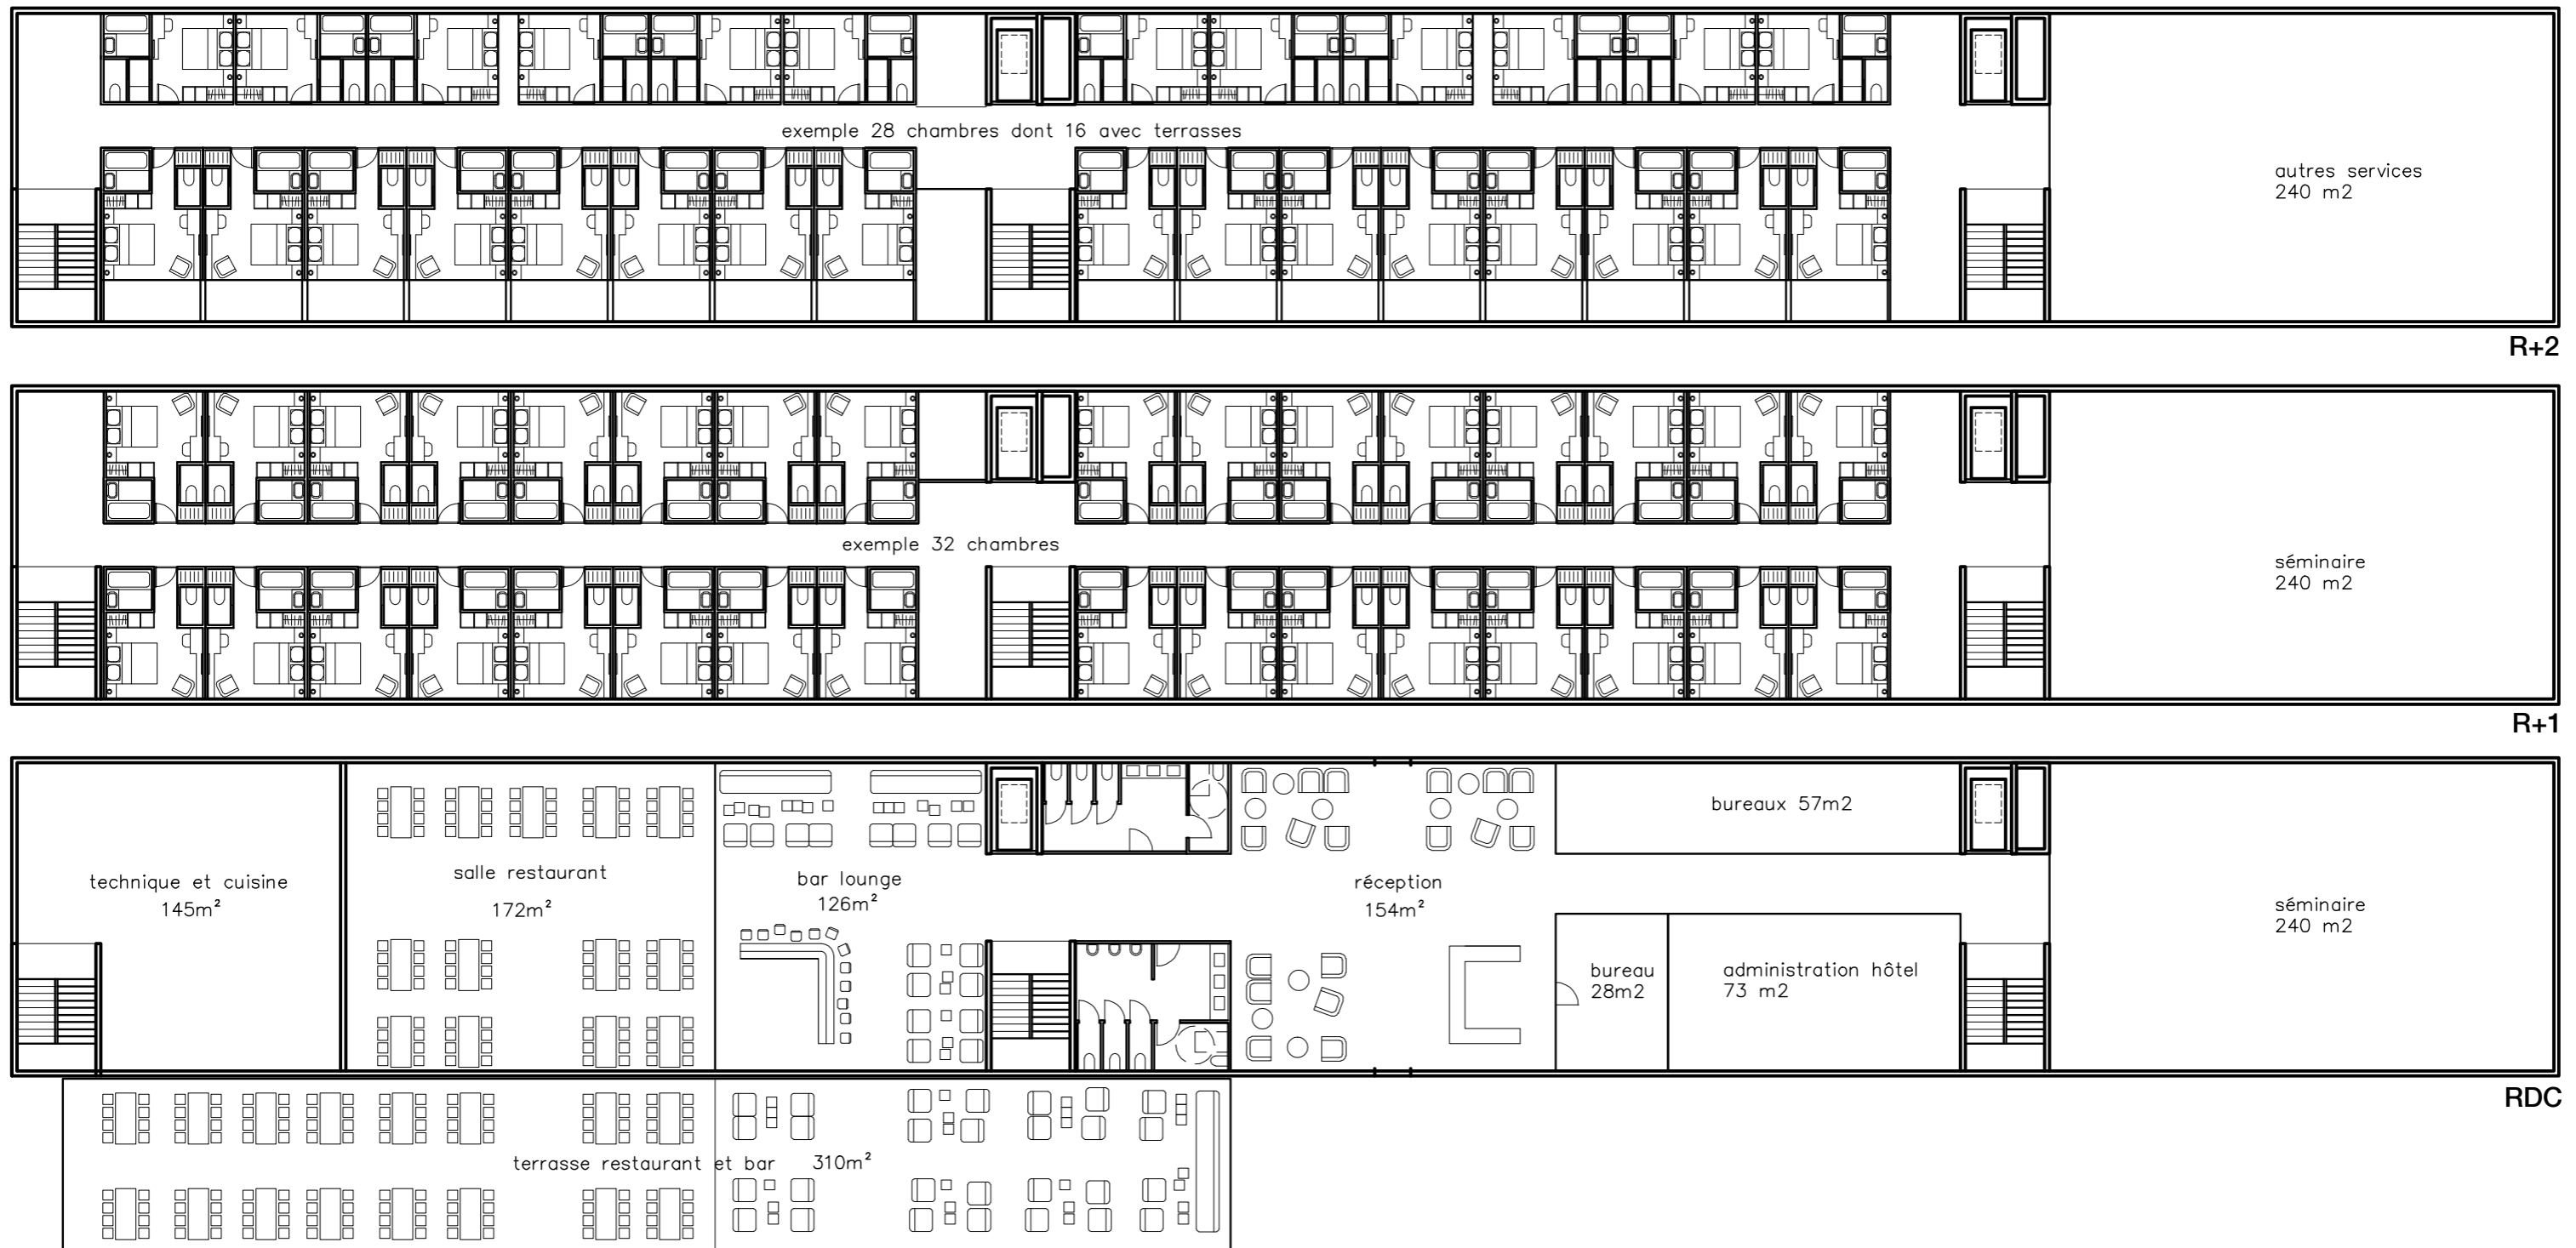 exemple 28 chambres dont 16 avec terrasses
autres services
240 m2
R+2
exemple 32 chambres
séminaire
240 m2
R+1
technique et cuisine
145m²
salle restaurant
172m²
bar lounge
126m²
réception
154m²
bureaux 57m2
bureau
28m2
administration hôtel
73 m2
séminaire
240 m2
RDC
terrasse restaurant et bar 310m²